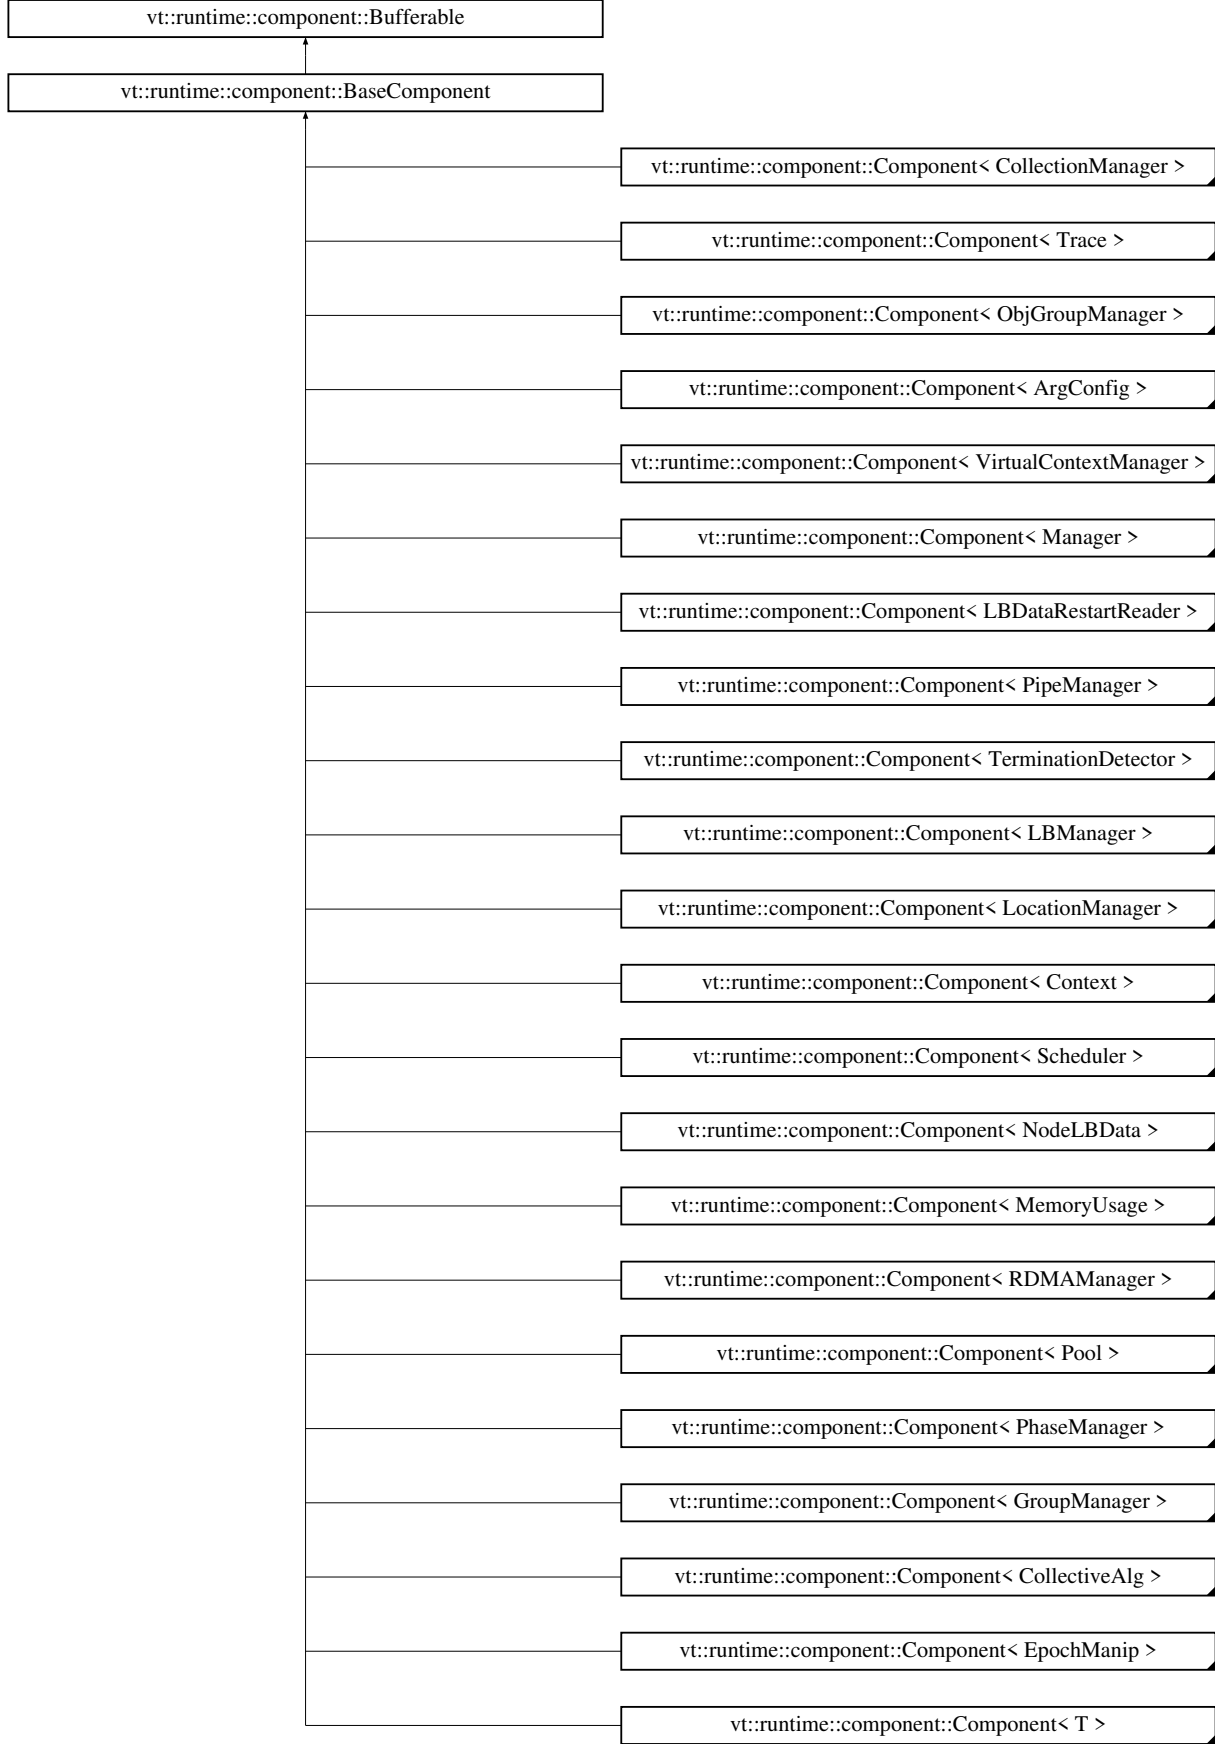 vt::runtime::component::Bufferable
vt::runtime::component::BaseComponent
vt::runtime::component::Component< CollectionManager >
vt::runtime::component::Component< Trace >
vt::runtime::component::Component< ObjGroupManager >
vt::runtime::component::Component< ArgConfig >
vt::runtime::component::Component< VirtualContextManager >
vt::runtime::component::Component< Manager >
vt::runtime::component::Component< LBDataRestartReader >
vt::runtime::component::Component< PipeManager >
vt::runtime::component::Component< TerminationDetector >
vt::runtime::component::Component< LBManager >
vt::runtime::component::Component< LocationManager >
vt::runtime::component::Component< Context >
vt::runtime::component::Component< Scheduler >
vt::runtime::component::Component< NodeLBData >
vt::runtime::component::Component< MemoryUsage >
vt::runtime::component::Component< RDMAManager >
vt::runtime::component::Component< Pool >
vt::runtime::component::Component< PhaseManager >
vt::runtime::component::Component< GroupManager >
vt::runtime::component::Component< CollectiveAlg >
vt::runtime::component::Component< EpochManip >
vt::runtime::component::Component< T >